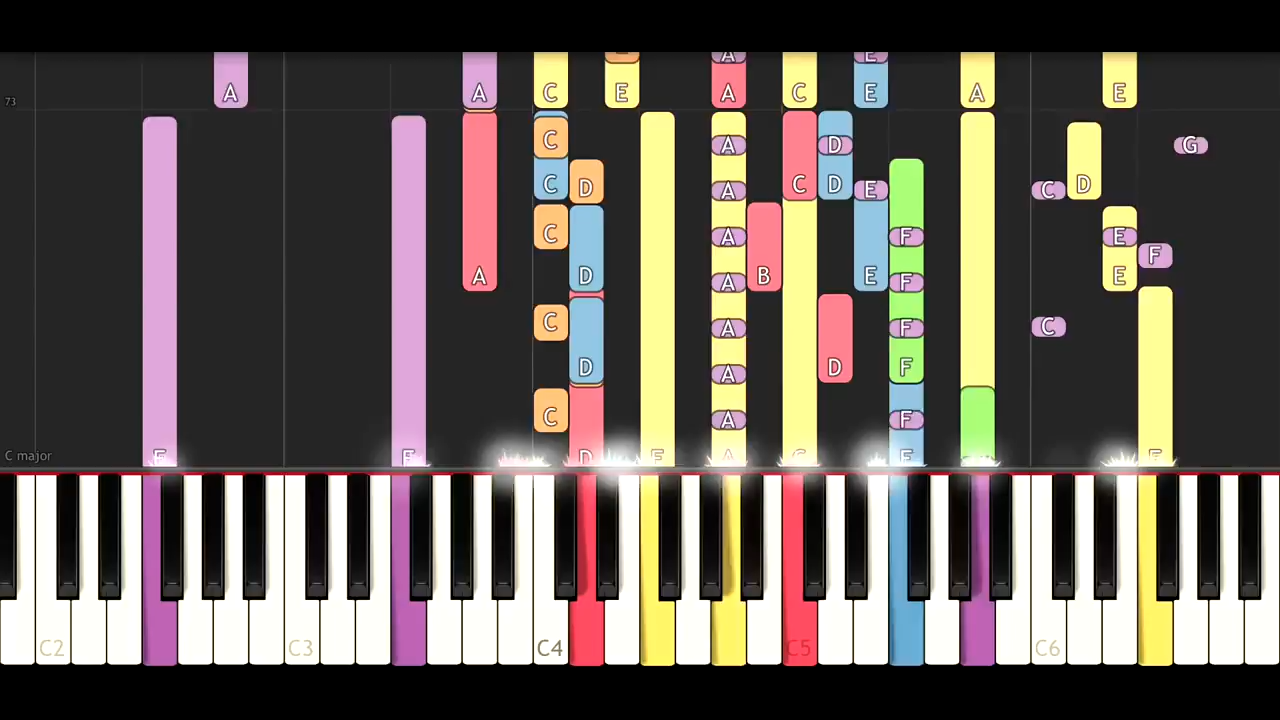 A A C E A A C E E A E
73
C A D G
C C D A D E C D
C A F E F
B
A D E E
A F
C A F C
D D F
A
C A F
C major F F D F A C F F
C2 C3 C4 C5 C6